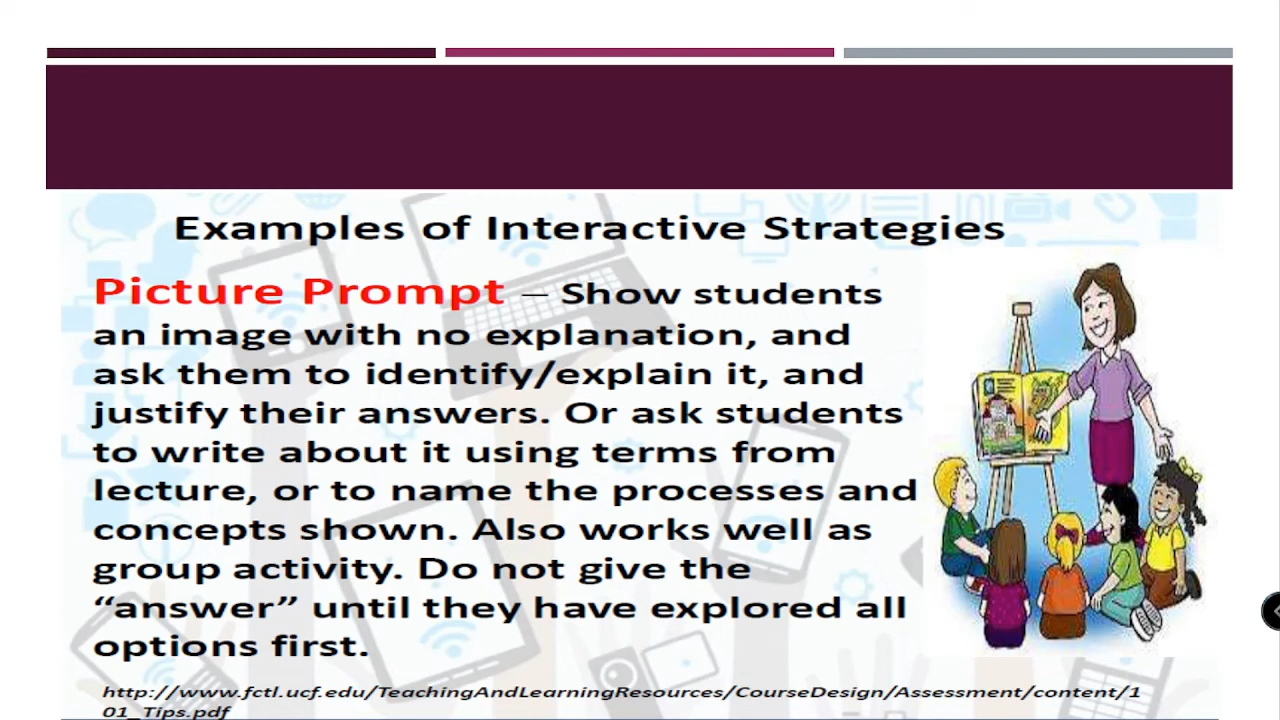 Examples of Interactive Strategies
Picture Prompt – Show students
an image with no explanation, and
ask them to identify/explain it, and
justify their answers. Or ask students
to write about it using terms from
lecture, or to name the processes and
concepts shown. Also works well as
group activity. Do not give the
“answer” until they have explored all
options first.
http://www.fctl.ucf.edu/TeachingAndLearningResources/CourseDesign/Assessment/content/1
01_Tips.pdf